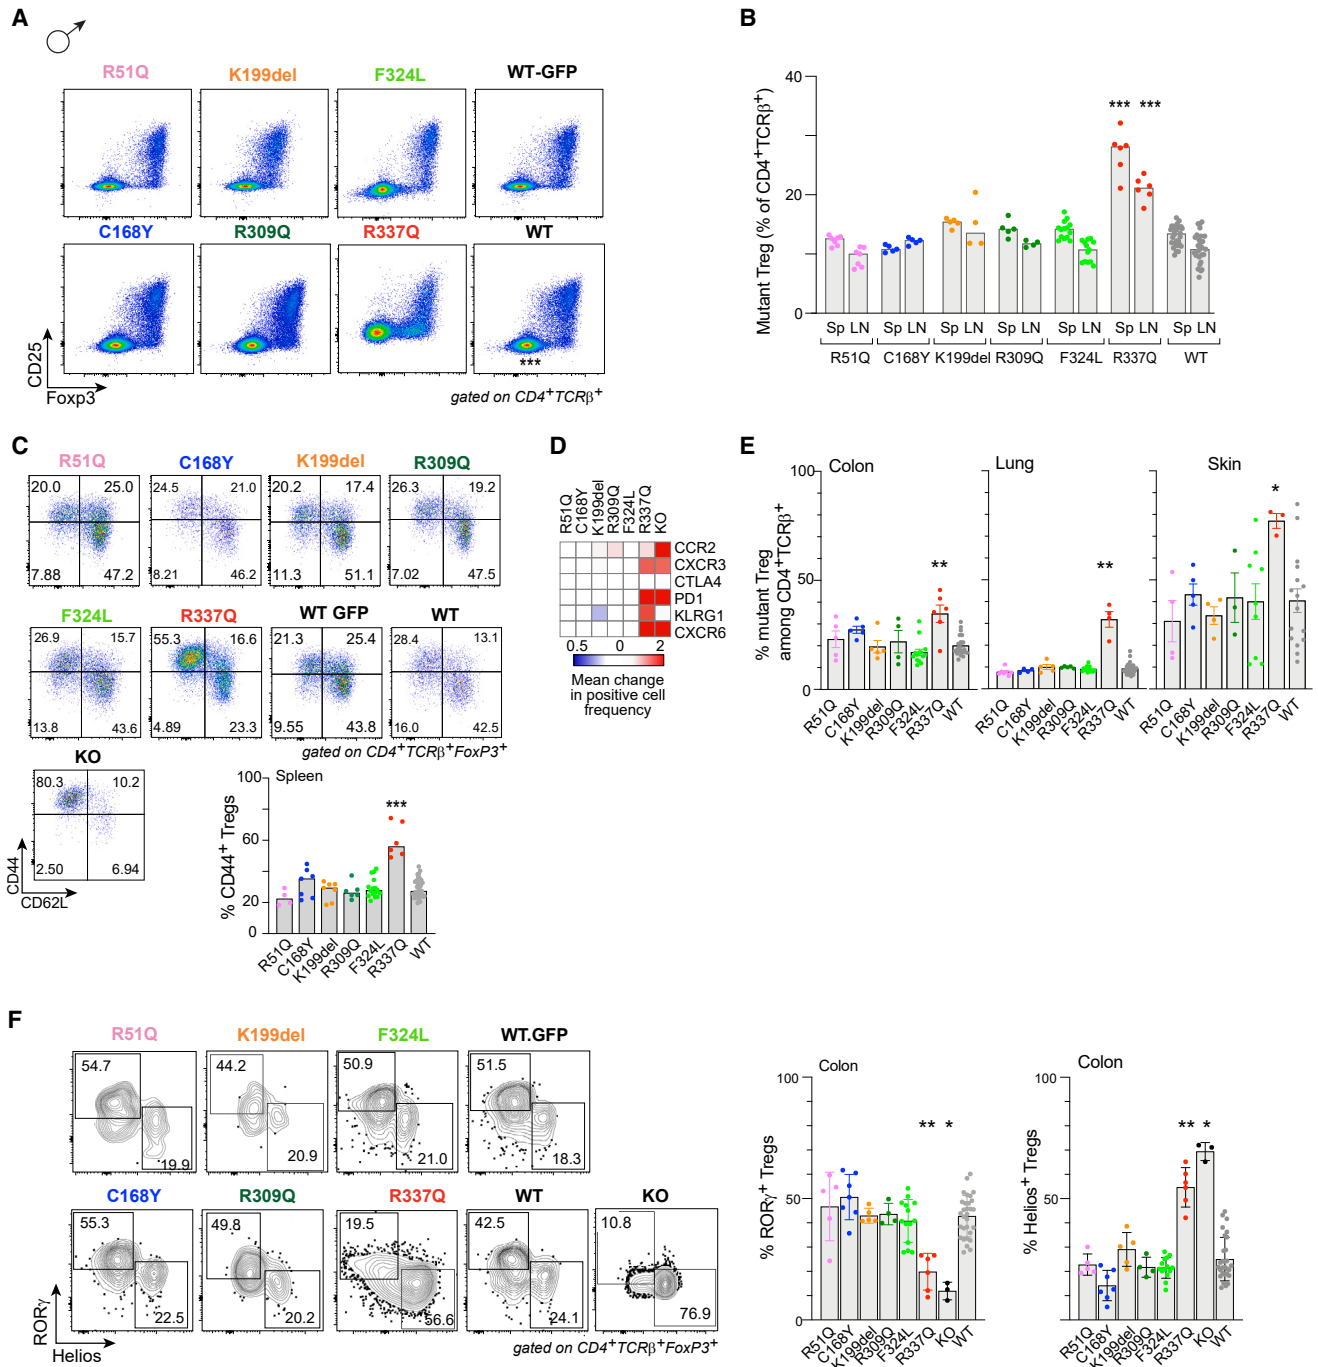 A
R51Q K199del F324L WT-GFP
C168Y R309Q R337Q WT
***
CD25
Foxp3
gated on CD4+TCRβ+
B
Mutant Treg (% of CD4+TCRβ+)
40
20
0
*** ***
Sp LN Sp LN Sp LN Sp LN Sp LN Sp LN Sp LN
R51Q C168Y K199del R309Q F324L R337Q WT
C
R51Q C168Y K199del R309Q
20.0 25.0 24.5 21.0 20.2 17.4 26.3 19.2
7.88 47.2 8.21 46.2 11.3 51.1 7.02 47.5
F324L R337Q WT GFP WT
26.9 15.7 55.3 16.6 21.3 25.4 28.4 13.1
13.8 43.6 4.89 23.3 9.55 43.8 16.0 42.5
gated on CD4+TCRβ+FoxP3+
KO
80.3 10.2
2.50 6.94
CD44
CD62L
Spleen
% CD44+ Tregs
100
60
20
0
***
R51Q C168Y K199del R309Q F324L R337Q WT
D
R51Q C168Y K199del R309Q F324L R337Q KO
CCR2
CXCR3
CTLA4
PD1
KLRG1
CXCR6
0.5 0 2
Mean change
in positive cell
frequency
E
% mutant Treg
among CD4+TCRβ+
100
50
0
Colon
**
R51Q C168Y K199del R309Q F324L R337Q WT
Lung
**
R51Q C168Y K199del R309Q F324L R337Q WT
Skin
*
R51Q C168Y K199del R309Q F324L R337Q WT
F
R51Q K199del F324L WT.GFP
54.7 44.2 50.9 51.5
19.9 20.9 21.0 18.3
C168Y R309Q R337Q WT KO
55.3 49.8 19.5 42.5 10.8
22.5 20.2 56.6 24.1 76.9
RORγ
Helios
gated on CD4+TCRβ+FoxP3+
Colon
% RORγ+ Tregs
100
50
0
** *
R51Q C168Y K199del R309Q F324L R337Q KO WT
Colon
% Helios+ Tregs
100
50
0
** *
R51Q C168Y K199del R309Q F324L R337Q KO WT